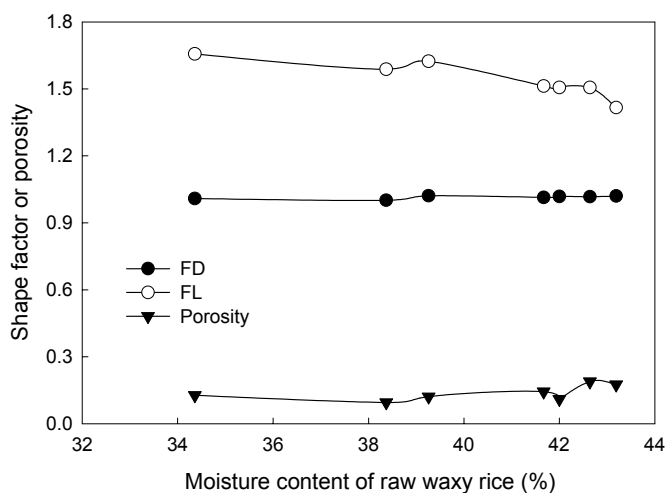 1.8
1.5
1.2
0.9
0.6
0.3
0.0
Shape factor or porosity
FD
FL
Porosity
32 34 36 38 40 42 44
Moisture content of raw waxy rice (%)